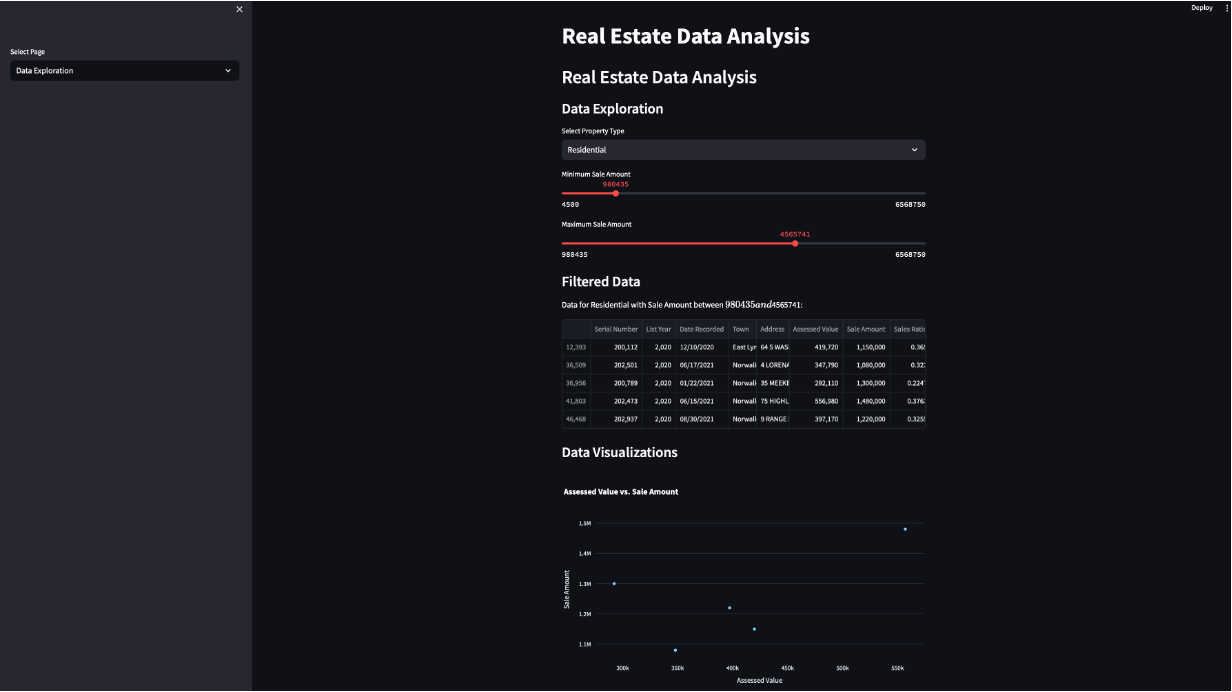 Deploy
Select Page
Data Exploration
Real Estate Data Analysis
Real Estate Data Analysis
Data Exploration
Select Property Type
Residential
Minimum Sale Amount
980435
4500 6568750
Maximum Sale Amount
4565741
980435 6568750
Filtered Data
Data for Residential with Sale Amount between 980435and4565741:
Serial Number List Year Date Recorded Town Address Assessed Value Sale Amount Sales Ratio
12,393 200,112 2,020 12/10/2020 East Lyr 64 S WAS 419,720 1,150,000 0.365
36,509 202,501 2,020 06/17/2021 Norwalk 4 LORENA 347,790 1,080,000 0.322
36,956 200,789 2,020 01/22/2021 Norwalk 35 MEEKE 292,110 1,300,000 0.2247
41,803 202,473 2,020 06/15/2021 Norwalk 75 HIGHL 556,980 1,480,000 0.3763
46,468 202,937 2,020 08/30/2021 Norwalk 9 RANGE 397,170 1,220,000 0.3255
Data Visualizations
Assessed Value vs. Sale Amount
1.5M
1.4M
1.3M
1.2M
1.1M
Sale Amount
300k 350k 400k 450k 500k 550k
Assessed Value